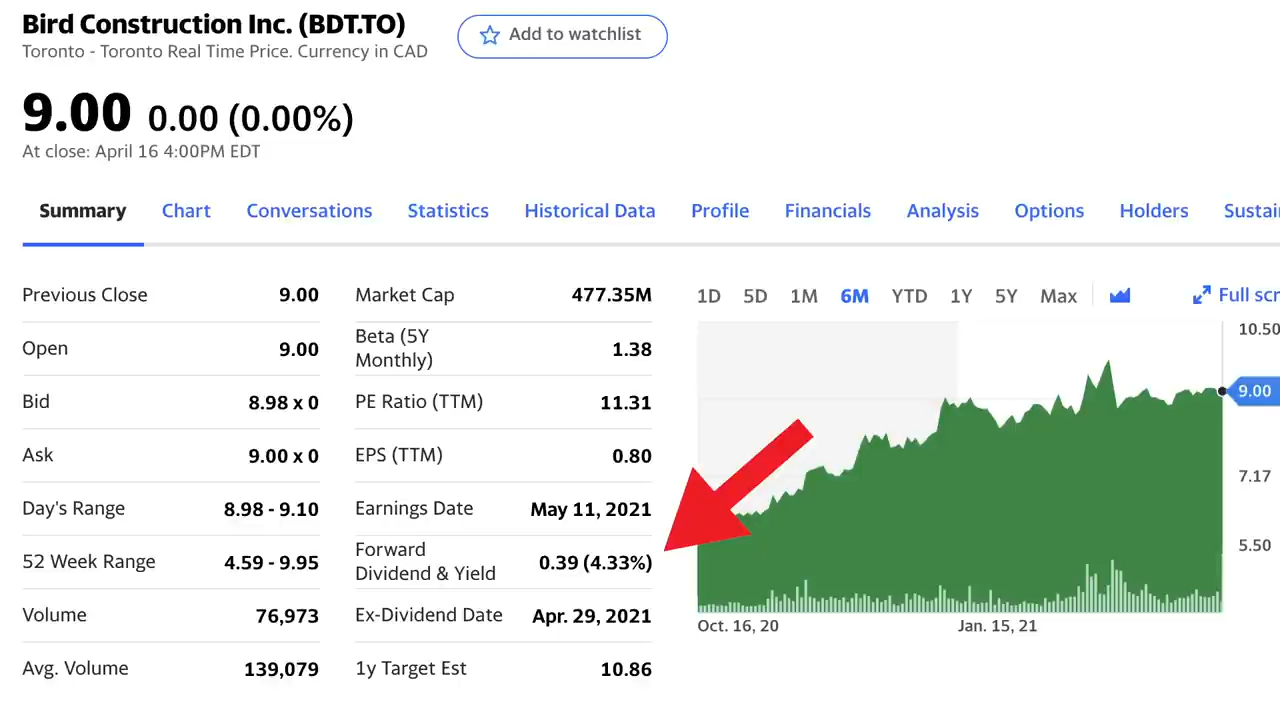 Bird Construction Inc. (BDT.TO)
Toronto - Toronto Real Time Price. Currency in CAD
Add to watchlist
9.00 0.00 (0.00%)
At close: April 16 4:00PM EDT
Summary Chart Conversations Statistics Historical Data Profile Financials Analysis Options Holders Sustai
Previous Close 9.00
Open 9.00
Bid 8.98 x 0
Ask 9.00 x 0
Day's Range 8.98 - 9.10
52 Week Range 4.59 - 9.95
Volume 76,973
Avg. Volume 139,079
Market Cap 477.35M
Beta (5Y
Monthly) 1.38
PE Ratio (TTM) 11.31
EPS (TTM) 0.80
Earnings Date May 11, 2021
Forward
Dividend & Yield 0.39 (4.33%)
Ex-Dividend Date Apr. 29, 2021
1y Target Est 10.86
1D 5D 1M 6M YTD 1Y 5Y Max Full scr
10.50
9.00
7.17
5.50
Oct. 16, 20 Jan. 15, 21